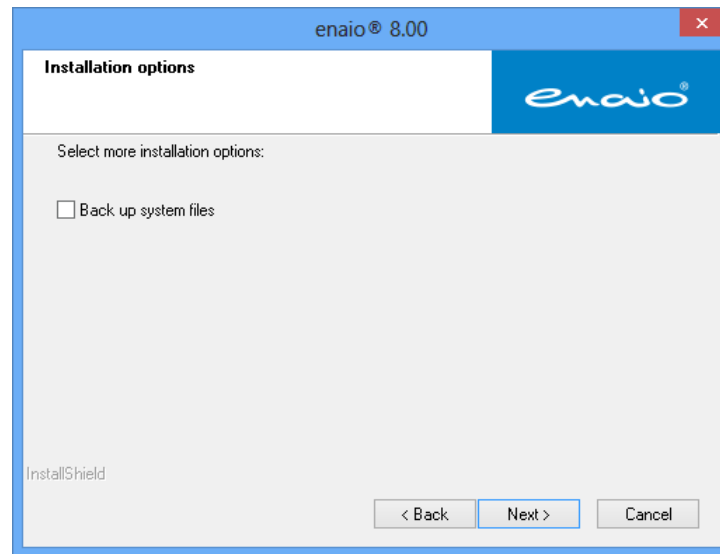 enaio® 8.00
Installation options
enaio®
Select more installation options:
Back up system files
InstallShield
< Back
Next >
Cancel